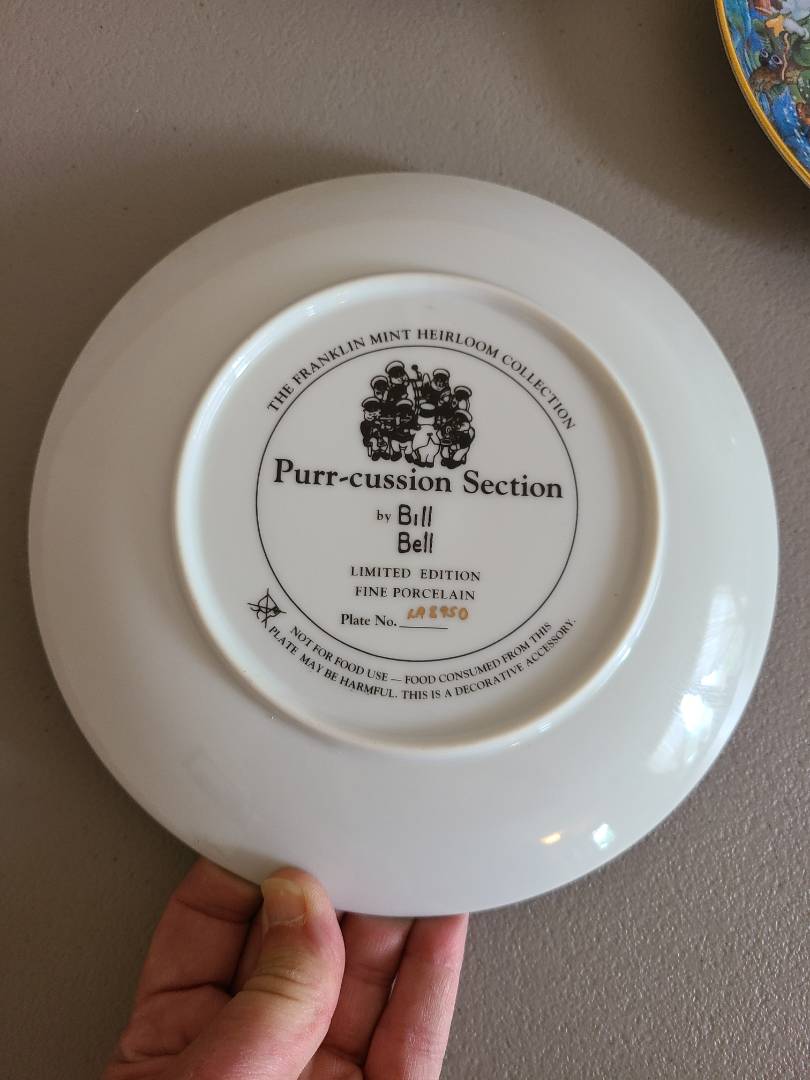 THE FRANKLIN MINT HEIRLOOM COLLECTION
Purr-cussion Section
by Bill
Bell
LIMITED EDITION
FINE PORCELAIN
Plate No. LA8950
NOT FOR FOOD USE — FOOD CONSUMED FROM THIS
PLATE MAY BE HARMFUL. THIS IS A DECORATIVE ACCESSORY.